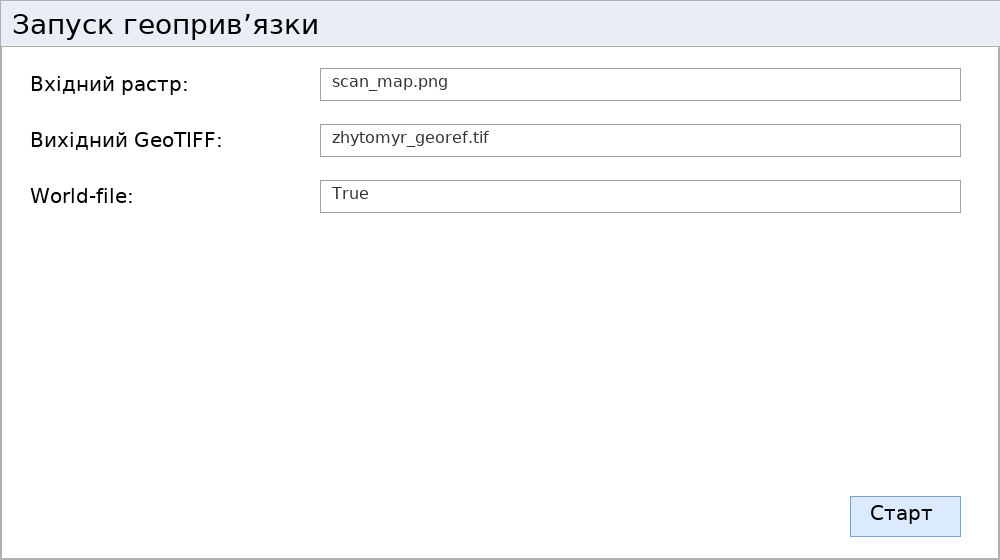 Запуск геоприв’язки
Вхідний растр: scan_map.png
Вихідний GeoTIFF: zhytomyr_georef.tif
World-file: True
Старт